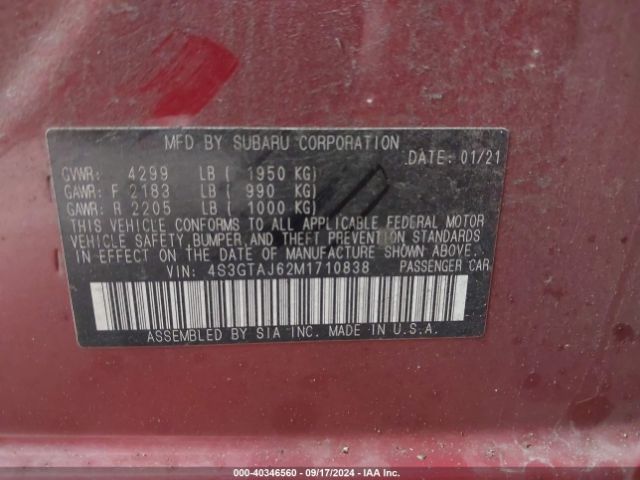 MFD BY SUBARU CORPORATION
DATE: 01/21
GVWR: 4299 LB ( 1950 KG)
GAWR: F 2183 LB ( 990 KG)
GAWR: R 2205 LB ( 1000 KG)
THIS VEHICLE CONFORMS TO ALL APPLICABLE FEDERAL MOTOR
VEHICLE SAFETY, BUMPER, AND THEFT PREVENTION STANDARDS
IN EFFECT ON THE DATE OF MANUFACTURE SHOWN ABOVE.
VIN: 4S3GTAJ62M1710838 PASSENGER CAR
ASSEMBLED BY SIA INC. MADE IN U.S.A.
000-40346560 - 09/17/2024 - IAA Inc.